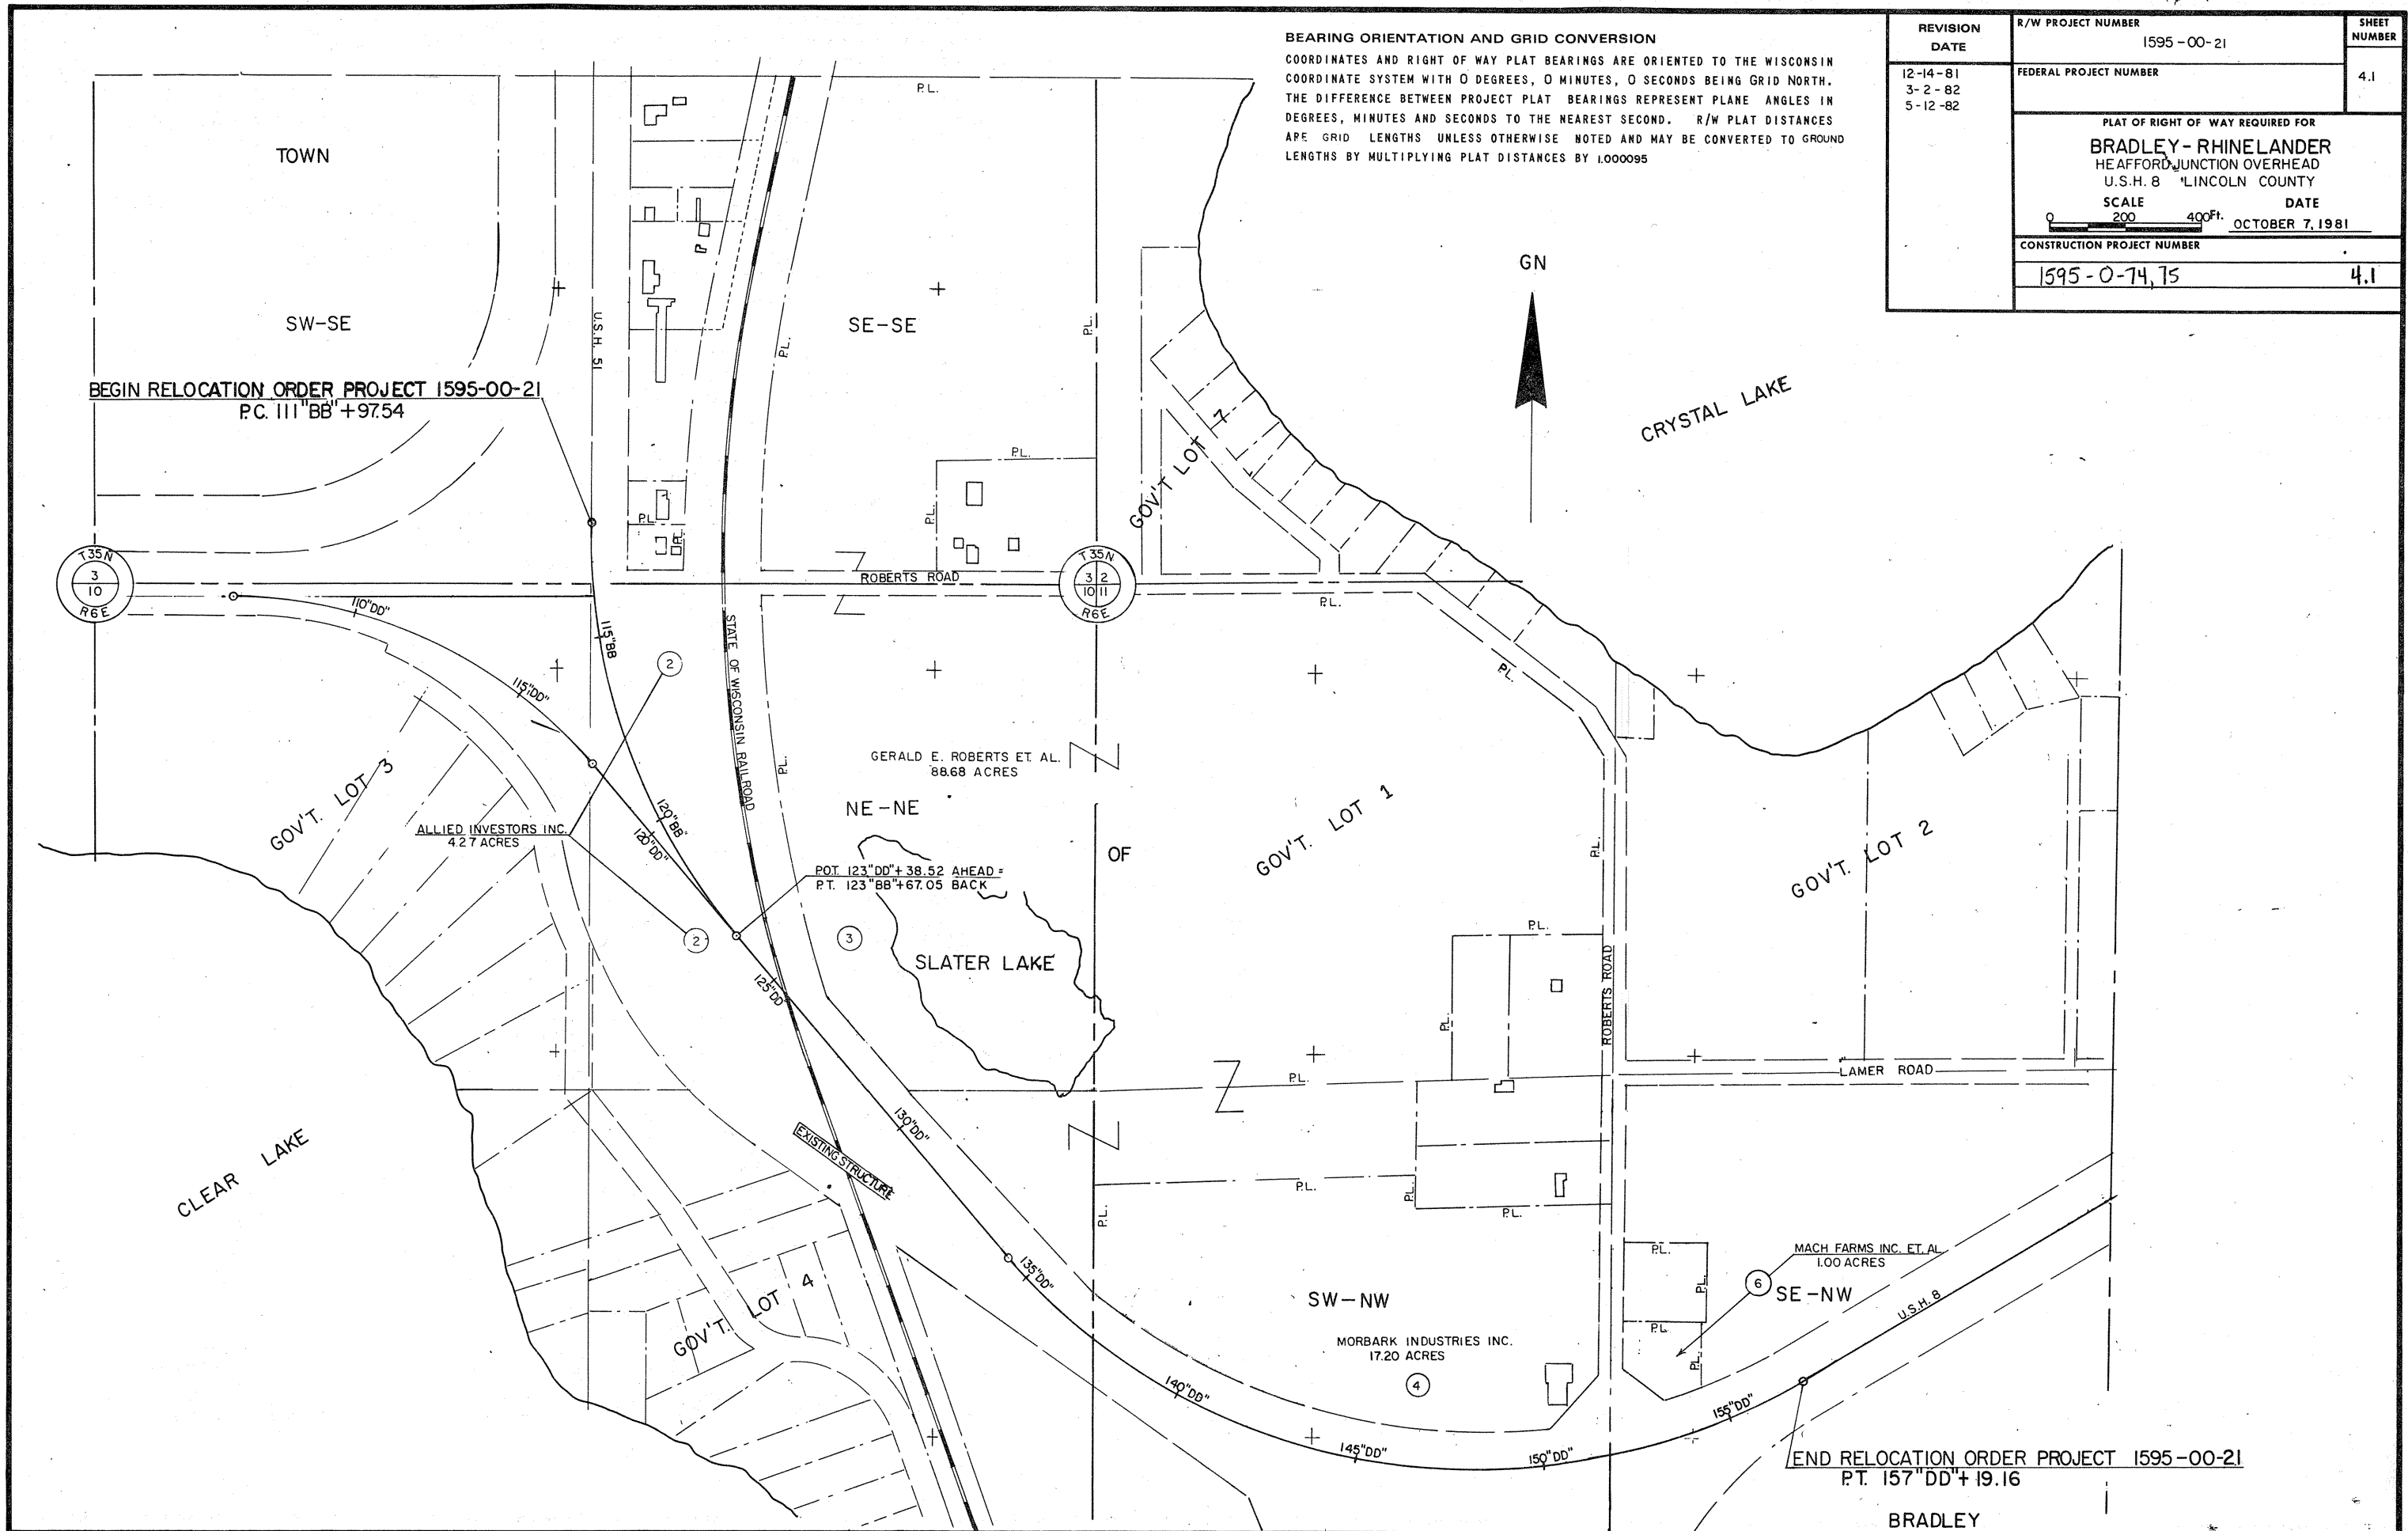 BEARING ORIENTATION AND GRID CONVERSION
COORDINATES AND RIGHT OF WAY PLAT BEARINGS ARE ORIENTED TO THE WISCONSIN
COORDINATE SYSTEM WITH 0 DEGREES, 0 MINUTES, 0 SECONDS BEING GRID NORTH.
THE DIFFERENCE BETWEEN PROJECT PLAT BEARINGS REPRESENT PLANE ANGLES IN
DEGREES, MINUTES AND SECONDS TO THE NEAREST SECOND. R/W PLAT DISTANCES
ARE GRID LENGTHS UNLESS OTHERWISE NOTED AND MAY BE CONVERTED TO GROUND
LENGTHS BY MULTIPLYING PLAT DISTANCES BY 1.000095
REVISION
DATE
12-14-81
3-2-82
5-12-82
R/W PROJECT NUMBER
1595-00-21
SHEET
NUMBER
4.1
FEDERAL PROJECT NUMBER
PLAT OF RIGHT OF WAY REQUIRED FOR
BRADLEY-RHINELANDER
HEAFFORD JUNCTION OVERHEAD
U.S.H. 8 LINCOLN COUNTY
SCALE
0 200 400 Ft.
DATE
OCTOBER 7, 1981
CONSTRUCTION PROJECT NUMBER
1595-0-74,75 4.1
P.L.
TOWN
GN
SW-SE
U.S.H. 51
SE-SE
P.L.
P.L.
BEGIN RELOCATION ORDER PROJECT 1595-00-21
P.C. 111"BB"+97.54
CRYSTAL LAKE
GOV'T LOT 7
P.L.
P.L.
P.L.
P.L.
T35N
3
10
R6E
ROBERTS ROAD
T35N
3 2
10 11
R6E
P.L.
110"DD"
115"BB
STATE OF WISCONSIN RAILROAD
2
115"DD"
P.L.
GERALD E. ROBERTS ET. AL.
88.68 ACRES
P.L.
GOV'T. LOT 3
NE-NE
GOV'T. LOT 1
GOV'T. LOT 2
ALLIED INVESTORS INC.
4.27 ACRES
120"BB"
120"DD"
OF
P.L.
P.O.T. 123"DD"+38.52 AHEAD =
P.T. 123"BB"+67.05 BACK
2
3
SLATER LAKE
P.L.
125"DD"
P.L.
ROBERTS ROAD
LAMER ROAD
P.L.
130"DD"
EXISTING STRUCTURE
CLEAR LAKE
P.L.
P.L.
P.L.
P.L.
135"DD"
GOV'T. LOT 4
SW-NW
P.L.
P.L.
MACH FARMS INC. ET. AL.
1.00 ACRES
6
SE-NW
U.S.H. 8
P.L.
P.L.
MORBARK INDUSTRIES INC.
17.20 ACRES
4
140"DD"
145"DD"
150"DD"
155"DD"
END RELOCATION ORDER PROJECT 1595-00-21
P.T. 157"DD"+19.16
BRADLEY